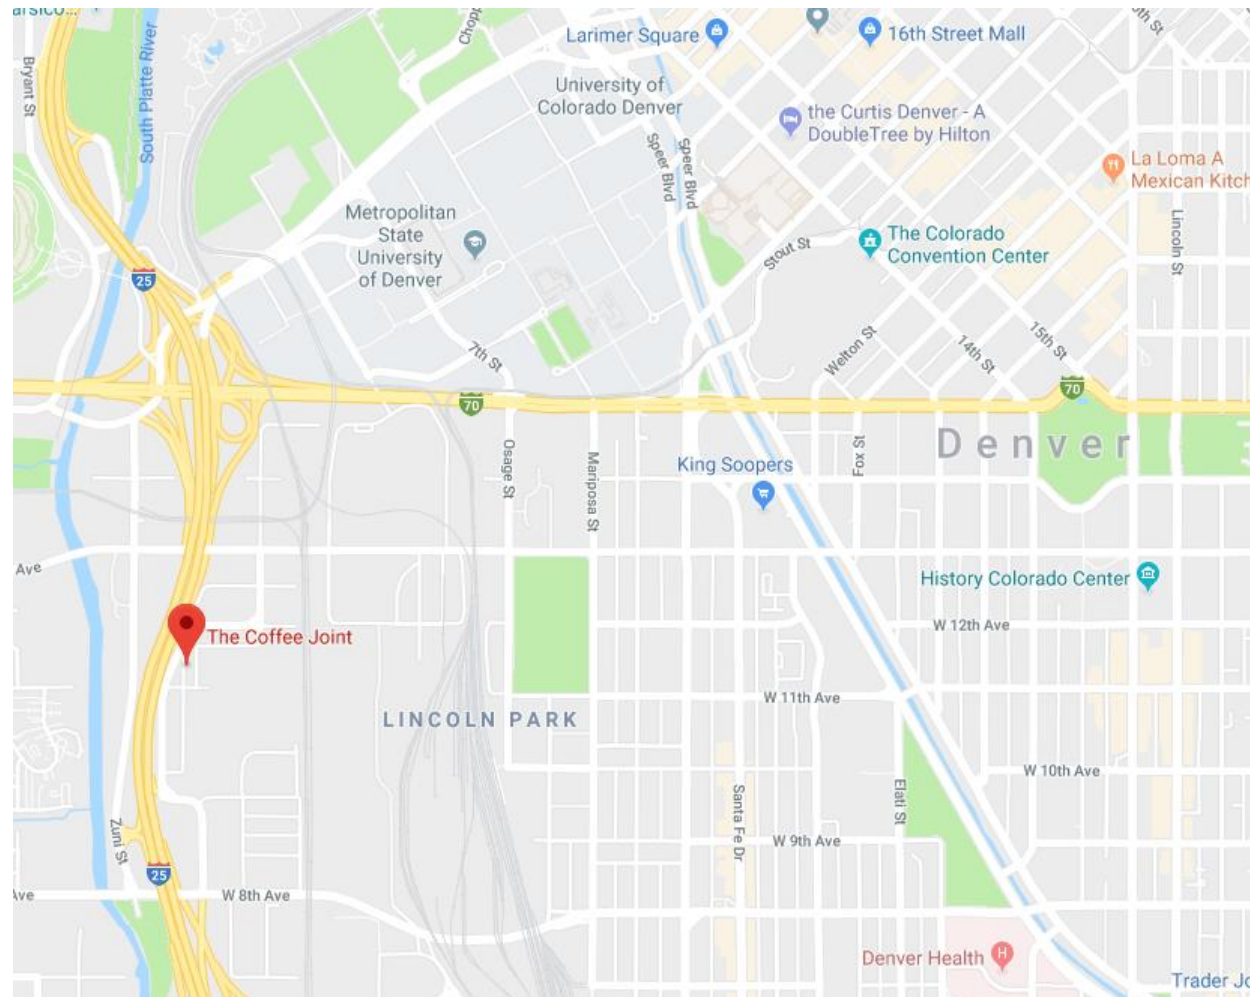 Larimer Square
16th Street Mall
Bryant St
South Platte River
University of
Colorado Denver
the Curtis Denver - A
DoubleTree by Hilton
Speer Blvd
Speer Blvd
La Loma A
Mexican Kitch
Metropolitan
State
University
of Denver
Stout St
The Colorado
Convention Center
Lincoln St
25
7th St
Welton St
14th St
15th St
70
70
Denver
Osage St
Mariposa St
King Soopers
Fox St
Ave
History Colorado Center
W 12th Ave
The Coffee Joint
LINCOLN PARK
W 11th Ave
W 10th Ave
Zuni St
Santa Fe Dr
Elati St
W 9th Ave
25
Ave
W 8th Ave
Denver Health
H
Trader Jo